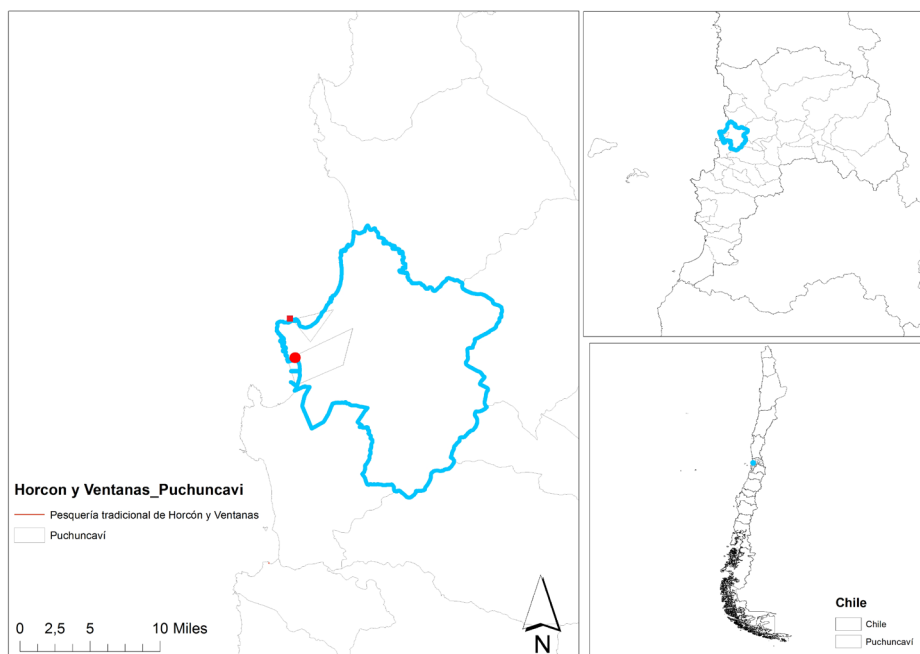 Horcon y Ventanas_Puchuncavi
Pesquería tradicional de Horcón y Ventanas
Puchuncaví
0 2,5 5 10 Miles
N
Chile
Chile
Puchuncaví